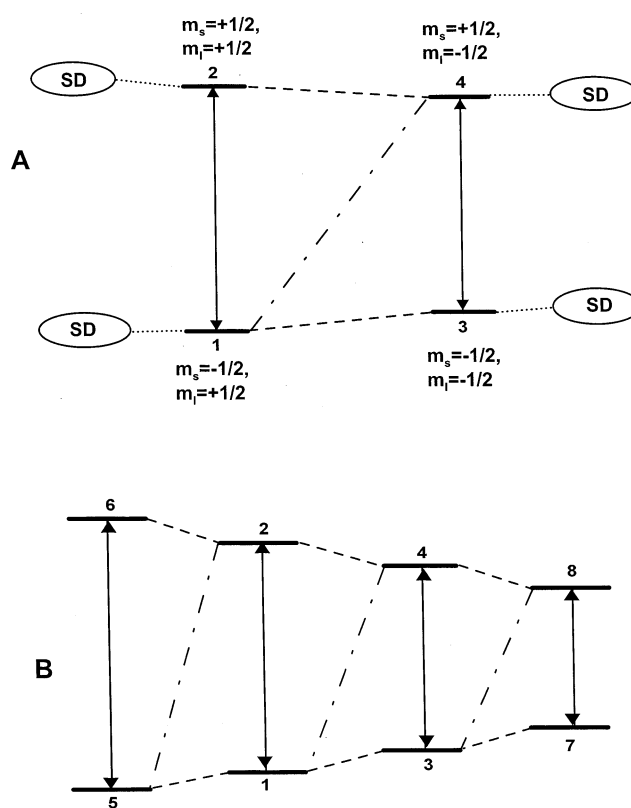 m_s=+1/2,
m_I=+1/2
m_s=+1/2,
m_I=-1/2
SD
2
4
SD
A
SD
1
3
SD
m_s=-1/2,
m_I=+1/2
m_s=-1/2,
m_I=-1/2
6
2
4
8
B
5
1
3
7